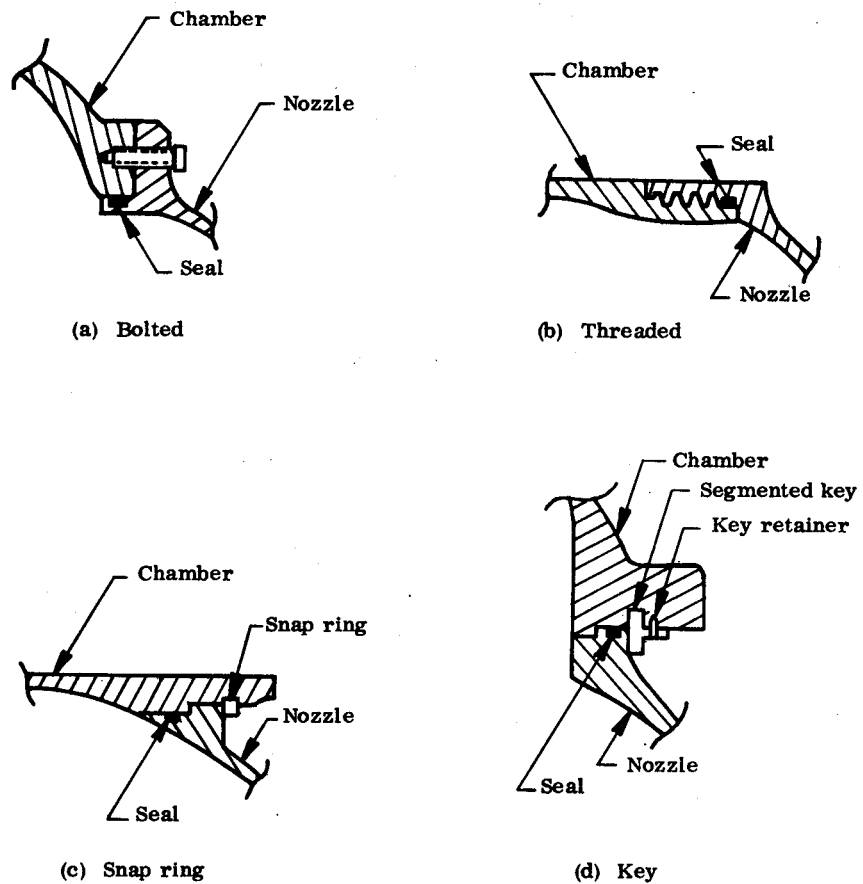 Chamber
Nozzle
Seal
(a) Bolted
Chamber
Seal
Nozzle
(b) Threaded
Chamber
Snap ring
Nozzle
Seal
(c) Snap ring
Chamber
Segmented key
Key retainer
Nozzle
Seal
(d) Key